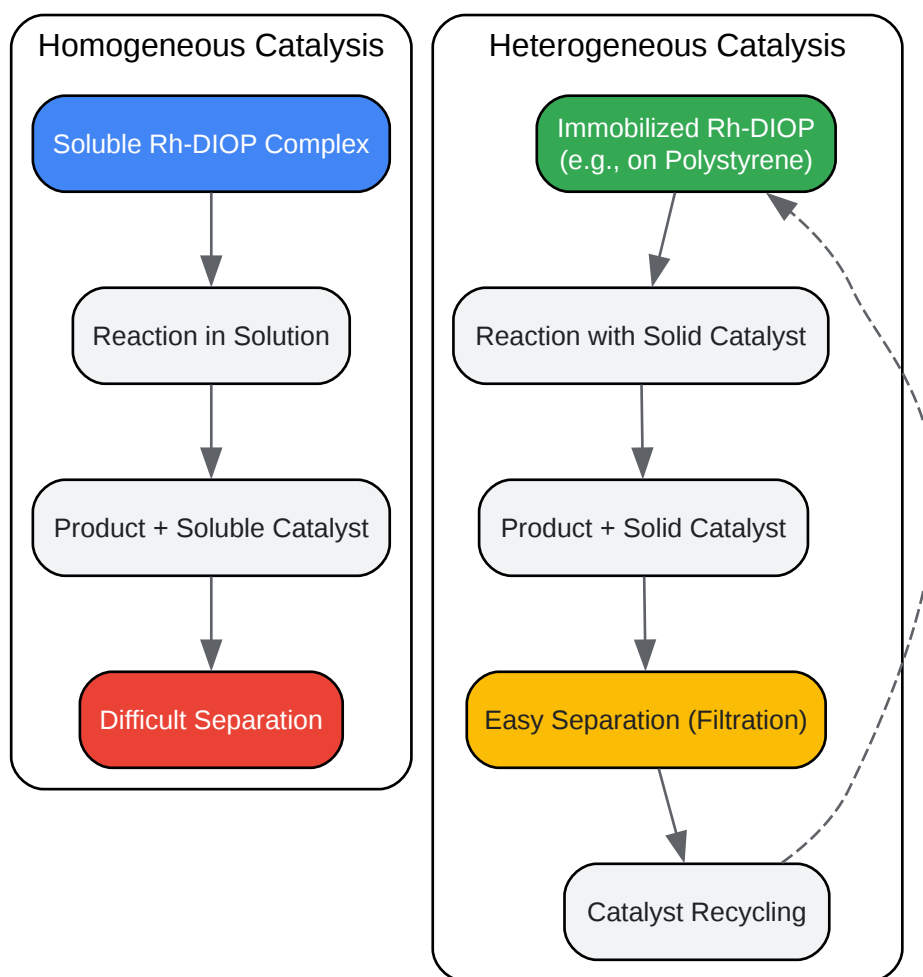 Homogeneous Catalysis
Soluble Rh-DIOP Complex
Reaction in Solution
Product + Soluble Catalyst
Difficult Separation
Heterogeneous Catalysis
Immobilized Rh-DIOP
(e.g., on Polystyrene)
Reaction with Solid Catalyst
Product + Solid Catalyst
Easy Separation (Filtration)
Catalyst Recycling